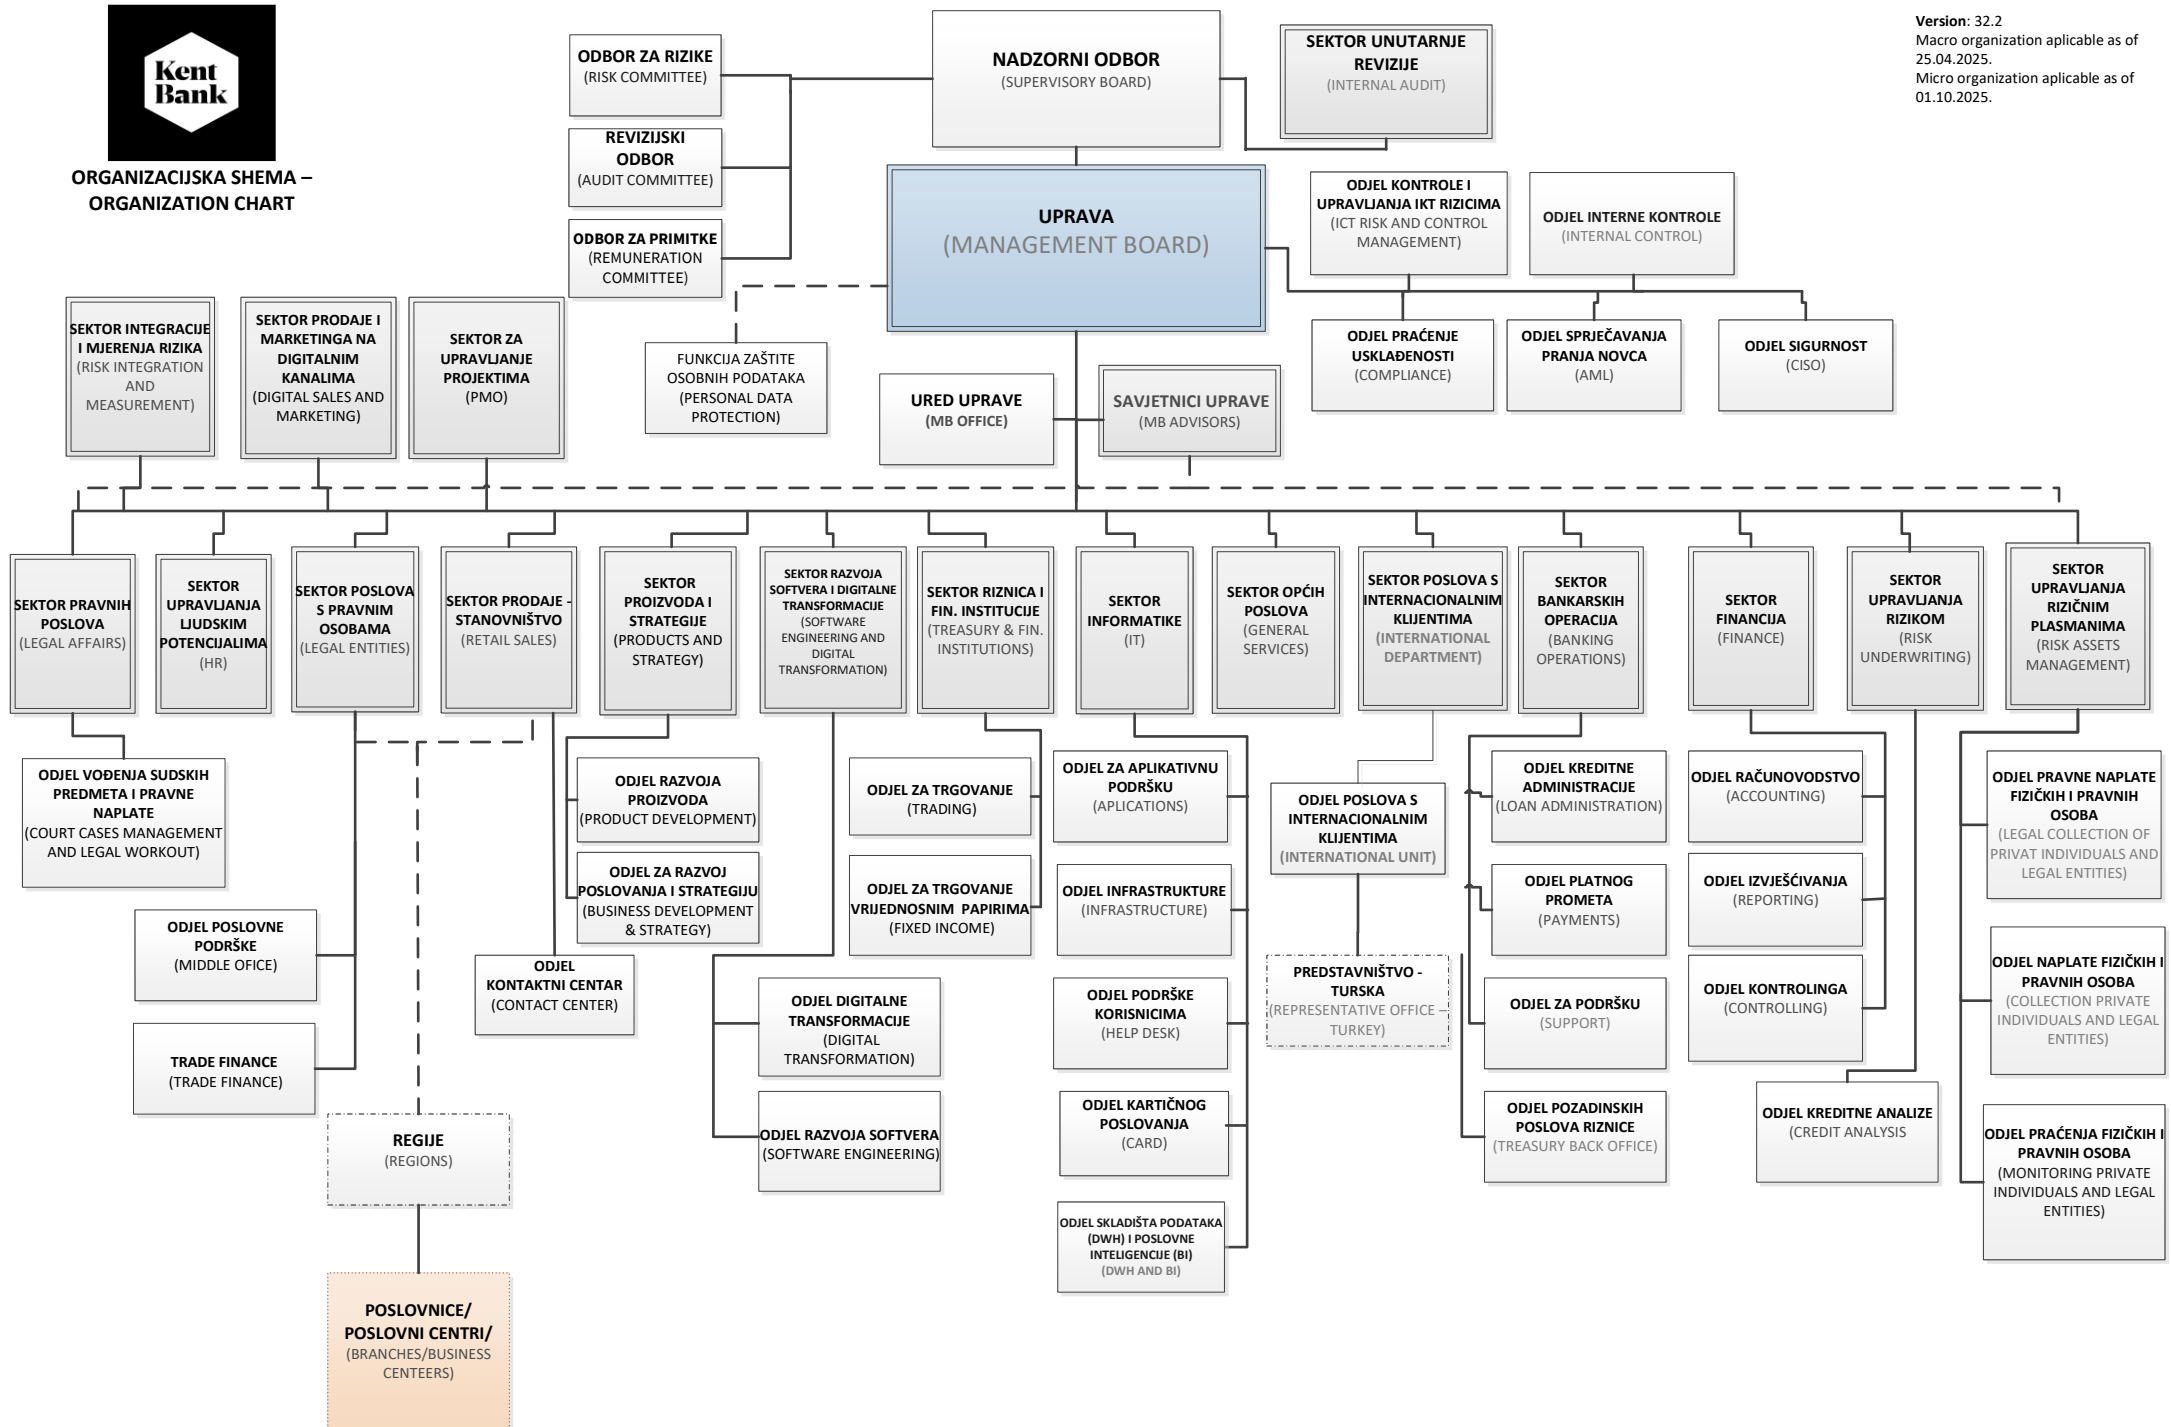 Kent
Bank
ORGANIZACIJSKA SHEMA –
ORGANIZATION CHART
Version: 32.2
Macro organization aplicable as of
25.04.2025.
Micro organization aplicable as of
01.10.2025.
NADZORNI ODBOR
(SUPERVISORY BOARD)
SEKTOR UNUTARNJE
REVIZIJE
(INTERNAL AUDIT)
ODBOR ZA RIZIKE
(RISK COMMITTEE)
REVIZIJSKI
ODBOR
(AUDIT COMMITTEE)
ODBOR ZA PRIMITKE
(REMUNERATION
COMMITTEE)
UPRAVA
(MANAGEMENT BOARD)
ODJEL KONTROLE I
UPRAVLJANJA IKT RIZICIMA
(ICT RISK AND CONTROL
MANAGEMENT)
ODJEL INTERNE KONTROLE
(INTERNAL CONTROL)
ODJEL PRAĆENJE
USKLAĐENOSTI
(COMPLIANCE)
ODJEL SPRJEČAVANJA
PRANJA NOVCA
(AML)
ODJEL SIGURNOST
(CISO)
SEKTOR INTEGRACIJE
I MJERENJA RIZIKA
(RISK INTEGRATION
AND
MEASUREMENT)
SEKTOR PRODAJE I
MARKETINGA NA
DIGITALNIM
KANALIMA
(DIGITAL SALES AND
MARKETING)
SEKTOR ZA
UPRAVLJANJE
PROJEKTIMA
(PMO)
FUNKCIJA ZAŠTITE
OSOBNIH PODATAKA
(PERSONAL DATA
PROTECTION)
URED UPRAVE
(MB OFFICE)
SAVJETNICI UPRAVE
(MB ADVISORS)
SEKTOR PRAVNIH
POSLOVA
(LEGAL AFFAIRS)
SEKTOR
UPRAVLJANJA
LJUDSKIM
POTENCIJALIMA
(HR)
SEKTOR POSLOVA
S PRAVNIM
OSOBAMA
(LEGAL ENTITIES)
SEKTOR PRODAJE -
STANOVNIŠTVO
(RETAIL SALES)
SEKTOR
PROIZVODA I
STRATEGIJE
(PRODUCTS AND
STRATEGY)
SEKTOR RAZVOJA
SOFTVERA I DIGITALNE
TRANSFORMACIJE
(SOFTWARE
ENGINEERING AND
DIGITAL
TRANSFORMATION)
SEKTOR RIZNICA I
FIN. INSTITUCIJE
(TREASURY & FIN.
INSTITUTIONS)
SEKTOR
INFORMATIKE
(IT)
SEKTOR OPĆIH
POSLOVA
(GENERAL
SERVICES)
SEKTOR POSLOVA S
INTERNACIONALNIM
KLIJENTIMA
(INTERNATIONAL
DEPARTMENT)
SEKTOR
BANKARSKIH
OPERACIJA
(BANKING
OPERATIONS)
SEKTOR
FINANCIJA
(FINANCE)
SEKTOR
UPRAVLJANJA
RIZIKOM
(RISK
UNDERWRITING)
SEKTOR
UPRAVLJANJA
RIZIČNIM
PLASMANIMA
(RISK ASSETS
MANAGEMENT)
ODJEL VOĐENJA SUDSKIH
PREDMETA I PRAVNE
NAPLATE
(COURT CASES MANAGEMENT
AND LEGAL WORKOUT)
ODJEL POSLOVNE
PODRŠKE
(MIDDLE OFICE)
TRADE FINANCE
(TRADE FINANCE)
REGIJE
(REGIONS)
POSLOVNICE/
POSLOVNI CENTRI/
(BRANCHES/BUSINESS
CENTEERS)
ODJEL
KONTAKTNI CENTAR
(CONTACT CENTER)
ODJEL RAZVOJA
PROIZVODA
(PRODUCT DEVELOPMENT)
ODJEL ZA RAZVOJ
POSLOVANJA I STRATEGIJU
(BUSINESS DEVELOPMENT
& STRATEGY)
ODJEL DIGITALNE
TRANSFORMACIJE
(DIGITAL
TRANSFORMATION)
ODJEL RAZVOJA SOFTVERA
(SOFTWARE ENGINEERING)
ODJEL ZA TRGOVANJE
(TRADING)
ODJEL ZA TRGOVANJE
VRIJEDNOSNIM PAPIRIMA
(FIXED INCOME)
ODJEL ZA APLIKATIVNU
PODRŠKU
(APLICATIONS)
ODJEL INFRASTRUKTURE
(INFRASTRUCTURE)
ODJEL PODRŠKE
KORISNICIMA
(HELP DESK)
ODJEL KARTIČNOG
POSLOVANJA
(CARD)
ODJEL SKLADIŠTA PODATAKA
(DWH) I POSLOVNE
INTELIGENCIJE (BI)
(DWH AND BI)
ODJEL POSLOVA S
INTERNACIONALNIM
KLIJENTIMA
(INTERNATIONAL UNIT)
PREDSTAVNIŠTVO -
TURSKA
(REPRESENTATIVE OFFICE –
TURKEY)
ODJEL KREDITNE
ADMINISTRACIJE
(LOAN ADMINISTRATION)
ODJEL PLATNOG
PROMETA
(PAYMENTS)
ODJEL ZA PODRŠKU
(SUPPORT)
ODJEL POZADINSKIH
POSLOVA RIZNICE
(TREASURY BACK OFFICE)
ODJEL RAČUNOVODSTVO
(ACCOUNTING)
ODJEL IZVJEŠĆIVANJA
(REPORTING)
ODJEL KONTROLINGA
(CONTROLLING)
ODJEL KREDITNE ANALIZE
(CREDIT ANALYSIS
ODJEL PRAVNE NAPLATE
FIZIČKIH I PRAVNIH
OSOBA
(LEGAL COLLECTION OF
PRIVAT INDIVIDUALS AND
LEGAL ENTITIES)
ODJEL NAPLATE FIZIČKIH I
PRAVNIH OSOBA
(COLLECTION PRIVATE
INDIVIDUALS AND LEGAL
ENTITIES)
ODJEL PRAĆENJA FIZIČKIH I
PRAVNIH OSOBA
(MONITORING PRIVATE
INDIVIDUALS AND LEGAL
ENTITIES)